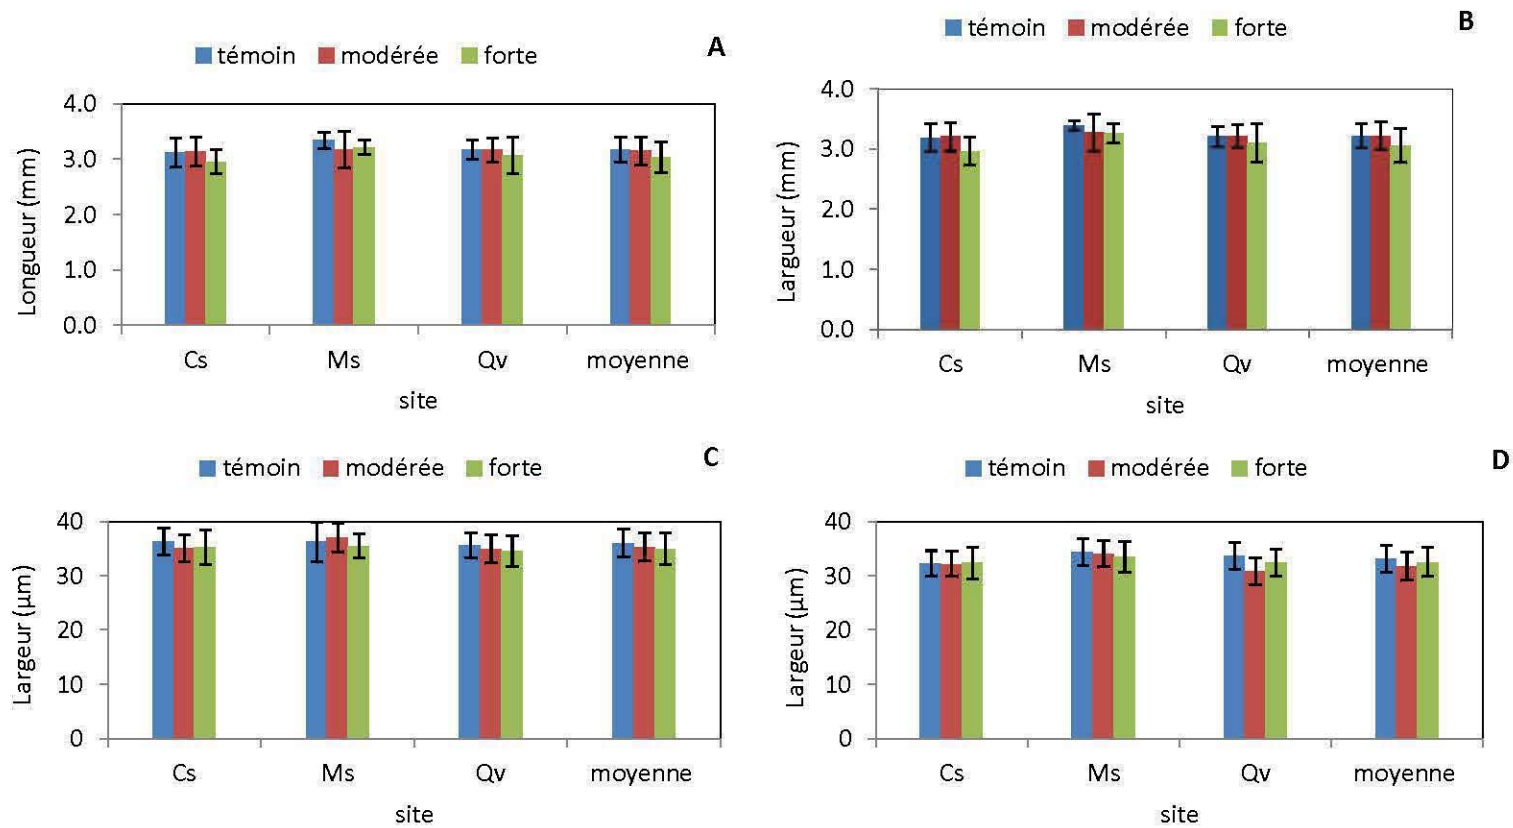 témoin modérée forte
A
4.0
3.0
2.0
1.0
0.0
Longueur (mm)
Cs Ms Qv moyenne
site
témoin modérée forte
B
4.0
3.0
2.0
1.0
0.0
Largueur (mm)
Cs Ms Qv moyenne
site
témoin modérée forte
C
40
30
20
10
0
Largeur (µm)
Cs Ms Qv moyenne
site
témoin modérée forte
D
40
30
20
10
0
Largeur (µm)
Cs Ms Qv moyenne
site